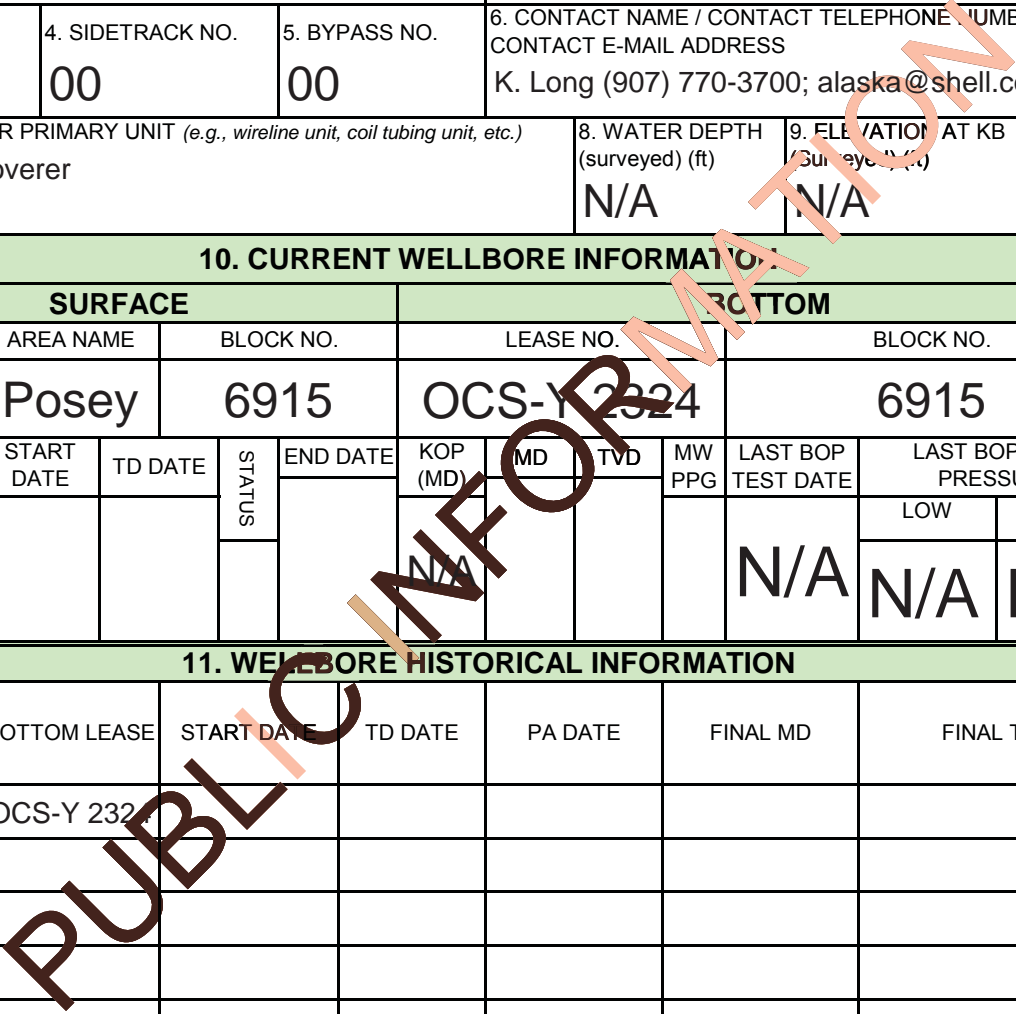 4. SIDETRACK NO.
5. BYPASS NO.
6. CONTACT NAME / CONTACT TELEPHONE
CONTACT E-MAIL ADDRESS
00
00
K. Long (907) 770-3700; alaska@shell.c
R PRIMARY UNIT (e.g., wireline unit, coil tubing unit, etc.)
8. WATER DEPTH
(surveyed) (ft)
9. ELEVATION AT KB
(Surveyed) (ft)
overer
N/A
N/A
10. CURRENT WELLBORE INFORMATION
SURFACE
BOTTOM
AREA NAME
BLOCK NO.
LEASE NO.
BLOCK NO.
Posey
6915
OCS-Y 2324
6915
START
DATE
TD DATE
STATUS
END DATE
KOP
(MD)
MD
TVD
MW
PPG
LAST BOP
TEST DATE
LAST BOP
PRESSU
LOW
N/A
N/A
N/A
11. WELLBORE HISTORICAL INFORMATION
OTTOM LEASE
START DATE
TD DATE
PA DATE
FINAL MD
FINAL T
OCS-Y 2324
PUBLIC INFORMATION